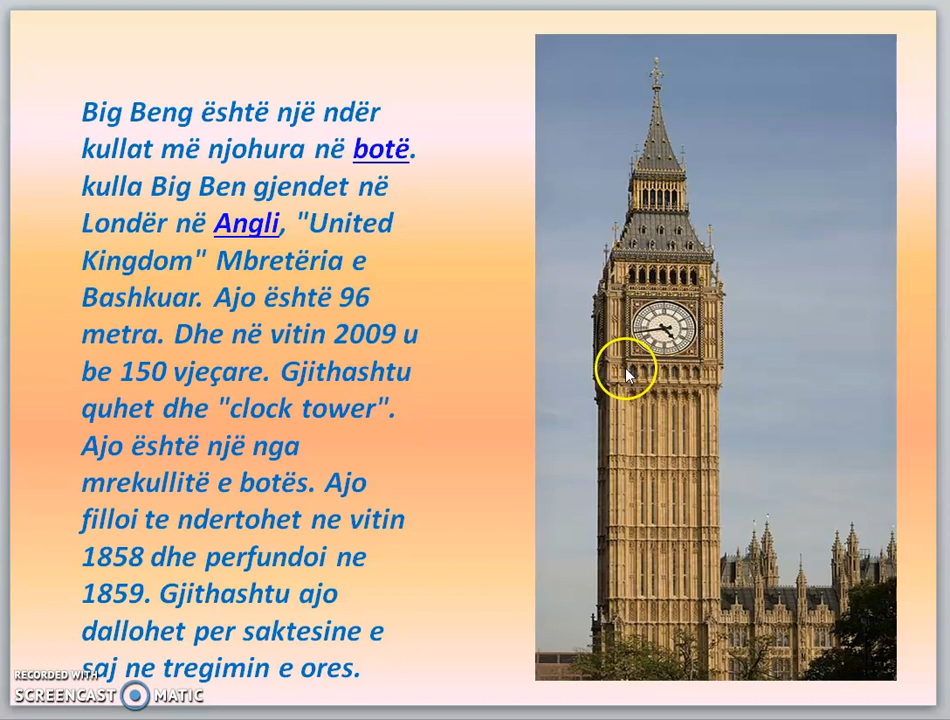 Big Beng është një ndër
kullat më njohura në botë.
kulla Big Ben gjendet në
Londër në Angli, "United
Kingdom" Mbretëria e
Bashkuar. Ajo është 96
metra. Dhe në vitin 2009 u
be 150 vjeçare. Gjithashtu
quhet dhe "clock tower".
Ajo është një nga
mrekullitë e botës. Ajo
filloi te ndertohet ne vitin
1858 dhe perfundoi ne
1859. Gjithashtu ajo
dallohet per saktesine e
saj ne tregimin e ores.
RECORDED WITH
SCREENCAST MATIC